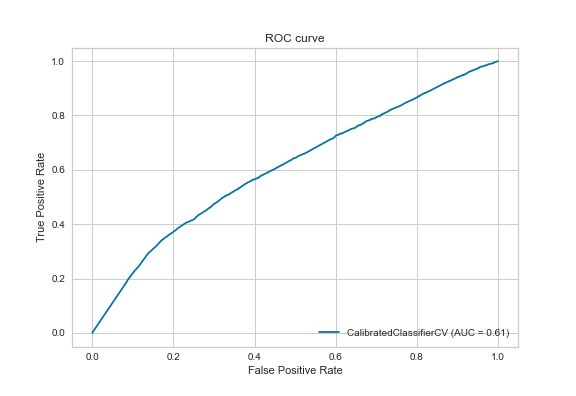 ROC curve
1.0
0.8
0.6
0.4
0.2
0.0
True Positive Rate
CalibratedClassifierCV (AUC = 0.61)
0.0 0.2 0.4 0.6 0.8 1.0
False Positive Rate